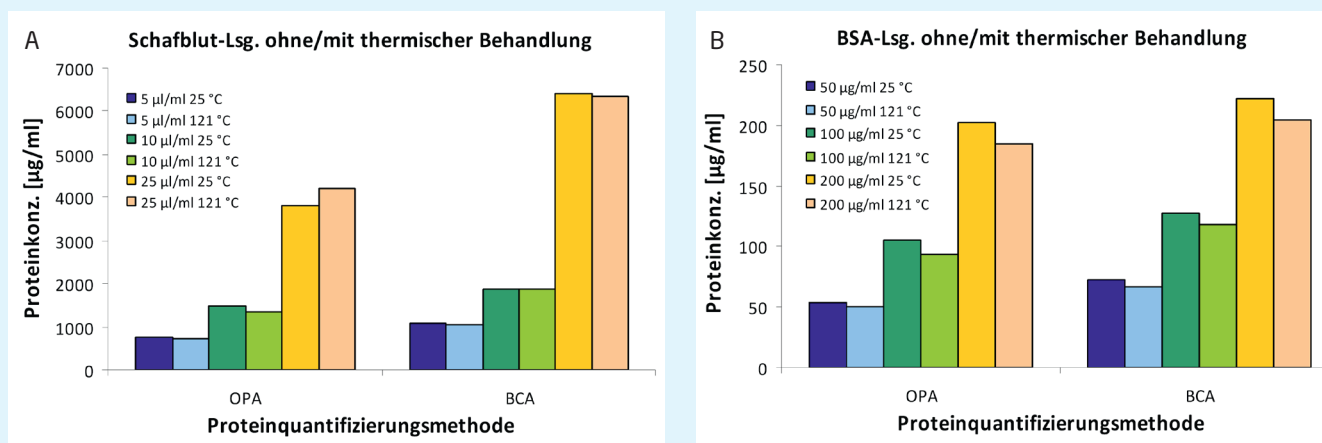 A
Schafblut-Lsg. ohne/mit thermischer Behandlung
7000
6000
5000
4000
3000
2000
1000
0
Proteinkonz. [µg/ml]
5 µl/ml 25 °C
5 µl/ml 121 °C
10 µl/ml 25 °C
10 µl/ml 121 °C
25 µl/ml 25 °C
25 µl/ml 121 °C
OPA
BCA
Proteinquantifizierungsmethode
B
BSA-Lsg. ohne/mit thermischer Behandlung
250
200
150
100
50
0
Proteinkonz. [µg/ml]
50 µg/ml 25 °C
50 µg/ml 121 °C
100 µg/ml 25 °C
100 µg/ml 121 °C
200 µg/ml 25 °C
200 µg/ml 121 °C
OPA
BCA
Proteinquantifizierungsmethode